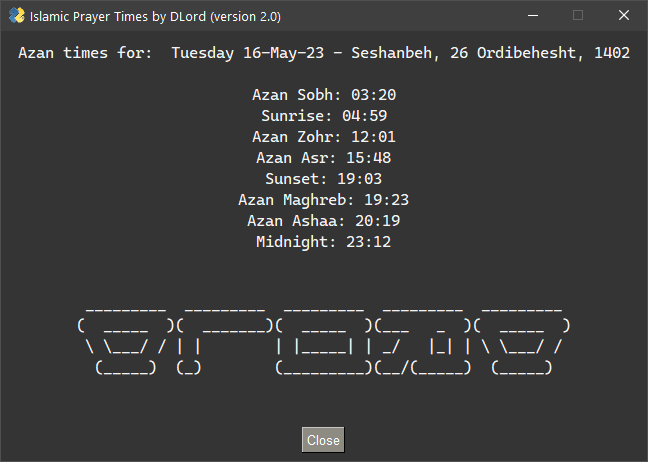 Islamic Prayer Times by DLord (version 2.0)
Azan times for:  Tuesday 16-May-23 - Seshanbeh, 26 Ordibehesht, 1402
Azan Sobh: 03:20
Sunrise: 04:59
Azan Zohr: 12:01
Azan Asr: 15:48
Sunset: 19:03
Azan Maghreb: 19:23
Azan Ashaa: 20:19
Midnight: 23:12
Close